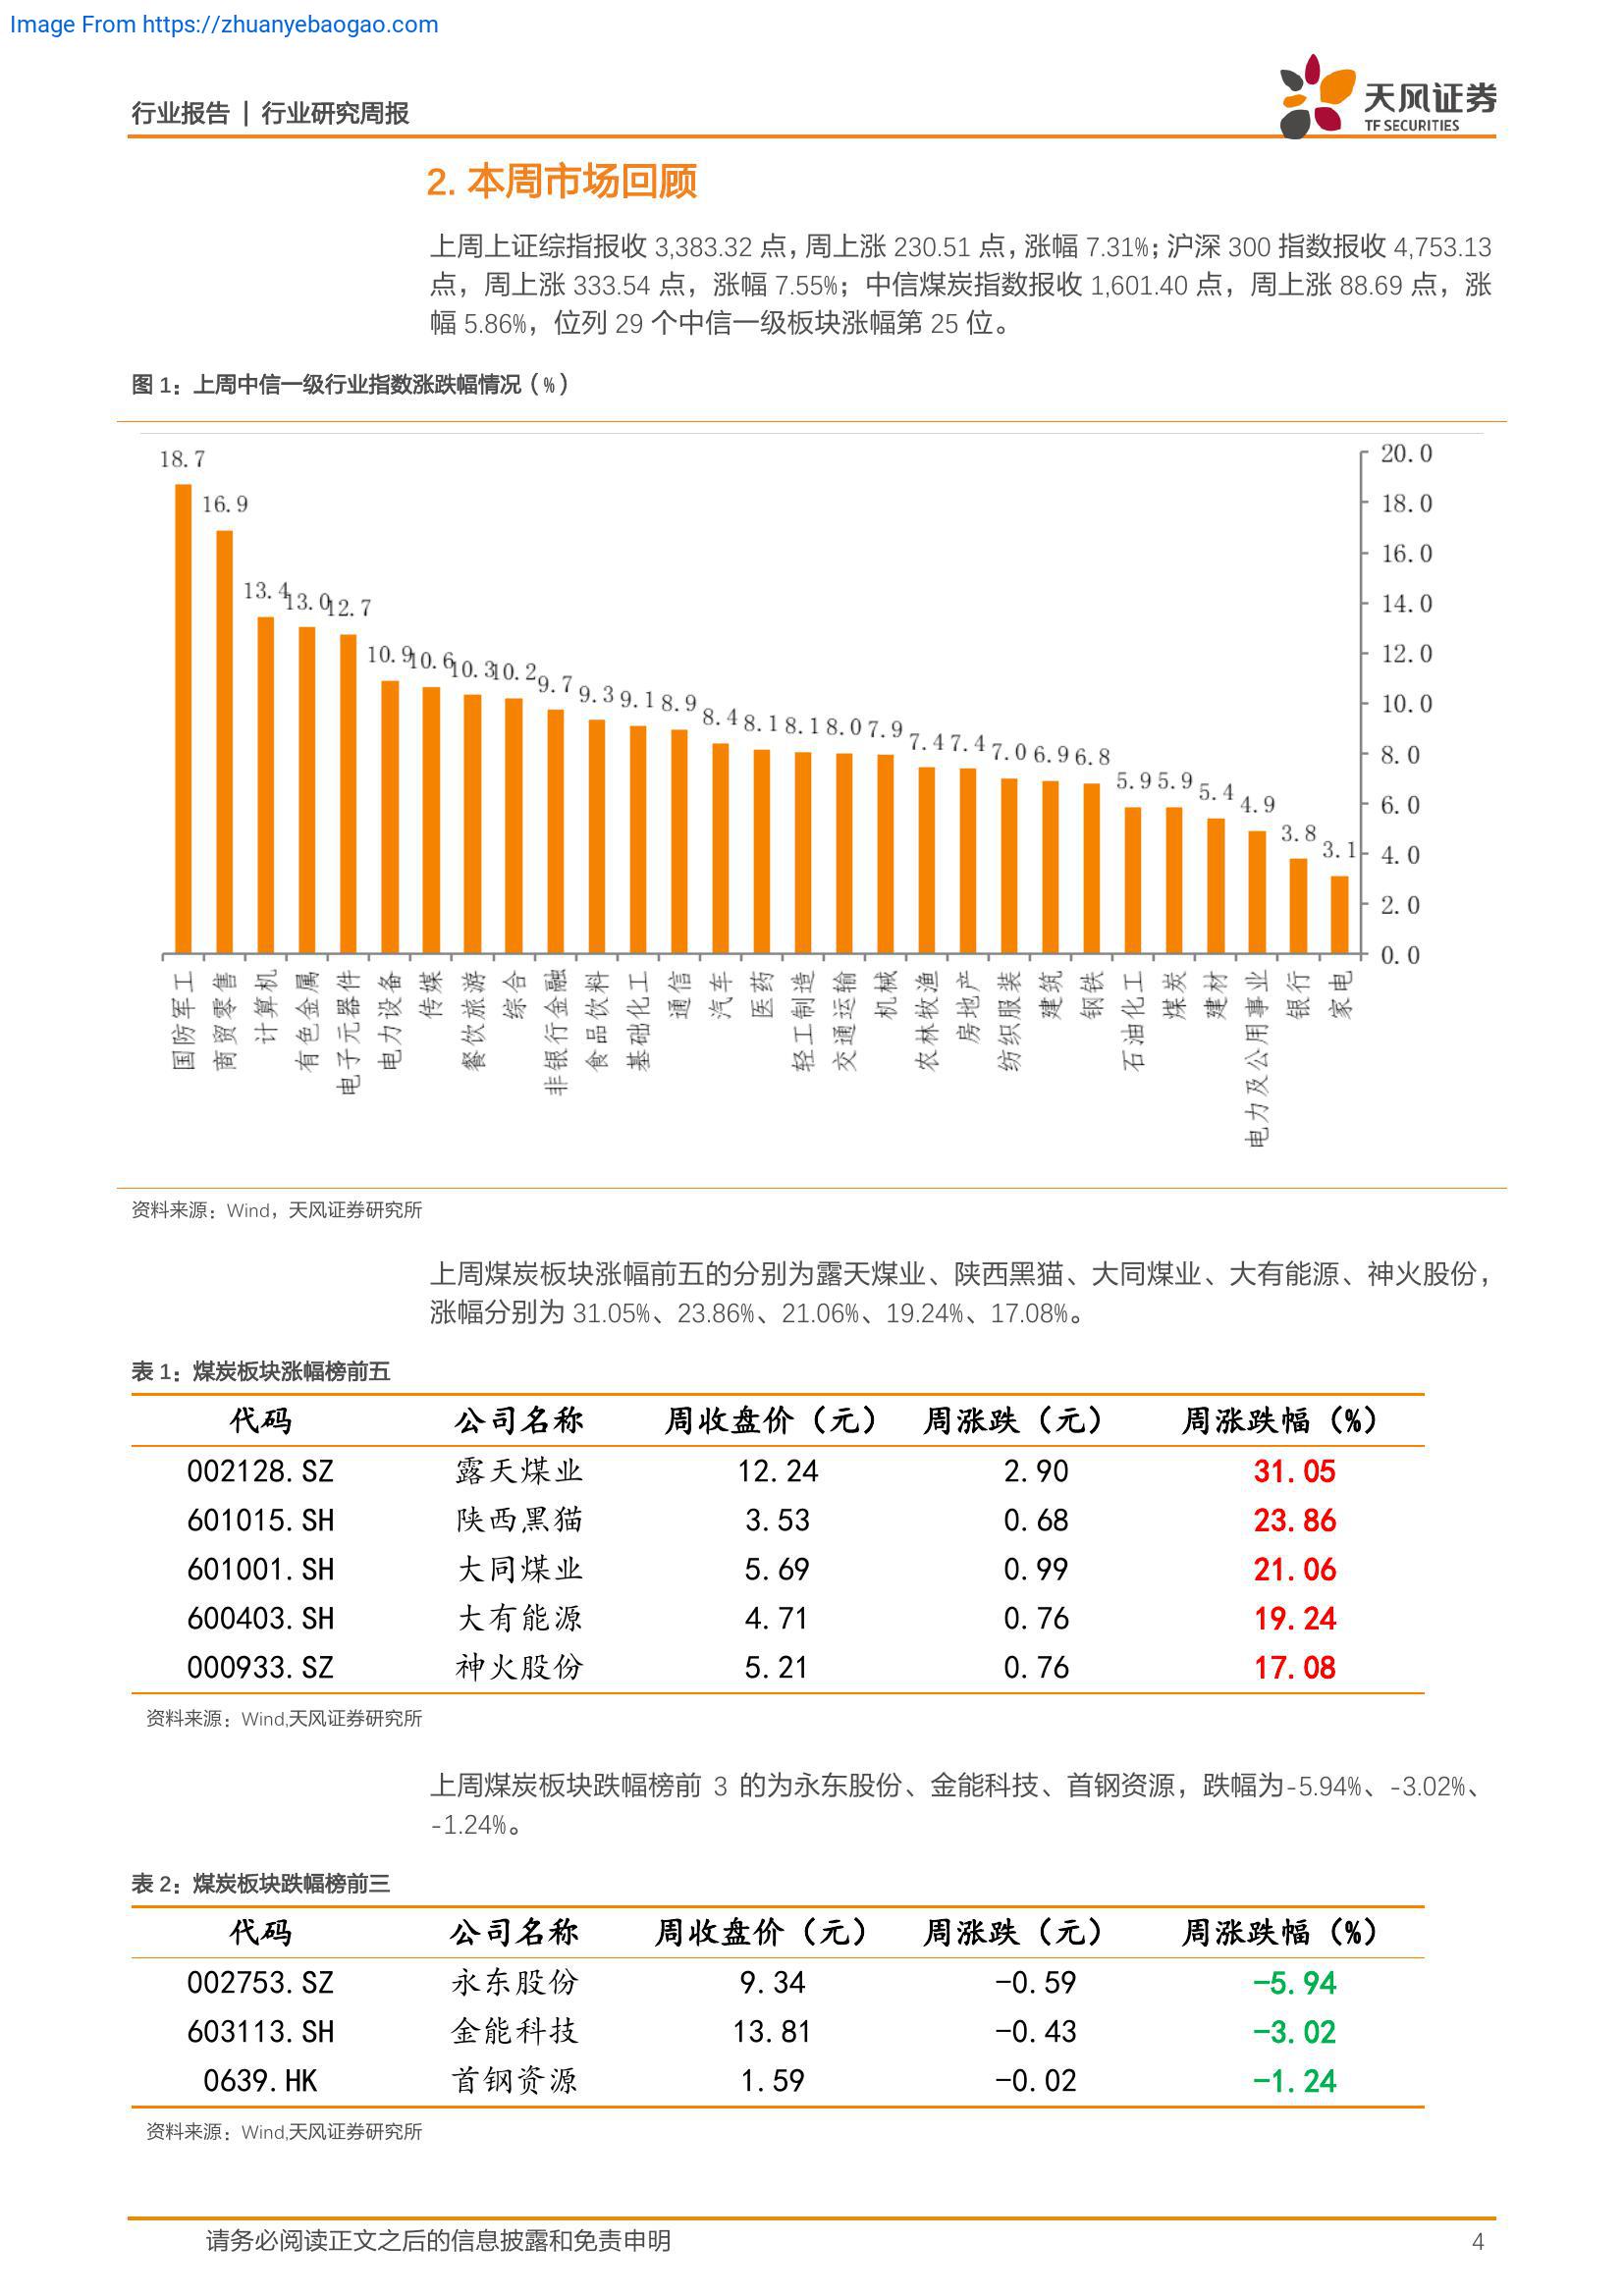 Image From https://zhuanyebaogao.com
行业报告 | 行业研究周报
天风证券
TF SECURITIES
2. 本周市场回顾
上周上证综指报收 3,383.32 点，周上涨 230.51 点，涨幅 7.31%；沪深 300 指数报收 4,753.13
点，周上涨 333.54 点，涨幅 7.55%；中信煤炭指数报收 1,601.40 点，周上涨 88.69 点，涨
幅 5.86%，位列 29 个中信一级板块涨幅第 25 位。
图 1：上周中信一级行业指数涨跌幅情况（%）
18.7
16.9
13.4
13.0
12.7
10.9
10.6
10.3
10.2
9.7
9.3
9.1
8.9
8.4
8.1
8.1
8.0
7.9
7.4
7.4
7.0
6.9
6.8
5.9
5.9
5.4
4.9
3.8
3.1
20.0
18.0
16.0
14.0
12.0
10.0
8.0
6.0
4.0
2.0
0.0
国防军工
商贸零售
计算机
有色金属
电子元器件
电力设备
传媒
餐饮旅游
综合
非银行金融
食品饮料
基础化工
通信
汽车
医药
轻工制造
交通运输
机械
农林牧渔
房地产
纺织服装
建筑
钢铁
石油化工
煤炭
建材
电力及公用事业
银行
家电
资料来源：Wind，天风证券研究所
上周煤炭板块涨幅前五的分别为露天煤业、陕西黑猫、大同煤业、大有能源、神火股份，
涨幅分别为 31.05%、23.86%、21.06%、19.24%、17.08%。
表 1：煤炭板块涨幅榜前五
代码 公司名称 周收盘价（元） 周涨跌（元） 周涨跌幅（%）
002128.SZ 露天煤业 12.24 2.90 31.05
601015.SH 陕西黑猫 3.53 0.68 23.86
601001.SH 大同煤业 5.69 0.99 21.06
600403.SH 大有能源 4.71 0.76 19.24
000933.SZ 神火股份 5.21 0.76 17.08
资料来源：Wind,天风证券研究所
上周煤炭板块跌幅榜前 3 的为永东股份、金能科技、首钢资源，跌幅为-5.94%、-3.02%、
-1.24%。
表 2：煤炭板块跌幅榜前三
代码 公司名称 周收盘价（元） 周涨跌（元） 周涨跌幅（%）
002753.SZ 永东股份 9.34 -0.59 -5.94
603113.SH 金能科技 13.81 -0.43 -3.02
0639.HK 首钢资源 1.59 -0.02 -1.24
资料来源：Wind,天风证券研究所
请务必阅读正文之后的信息披露和免责申明 4